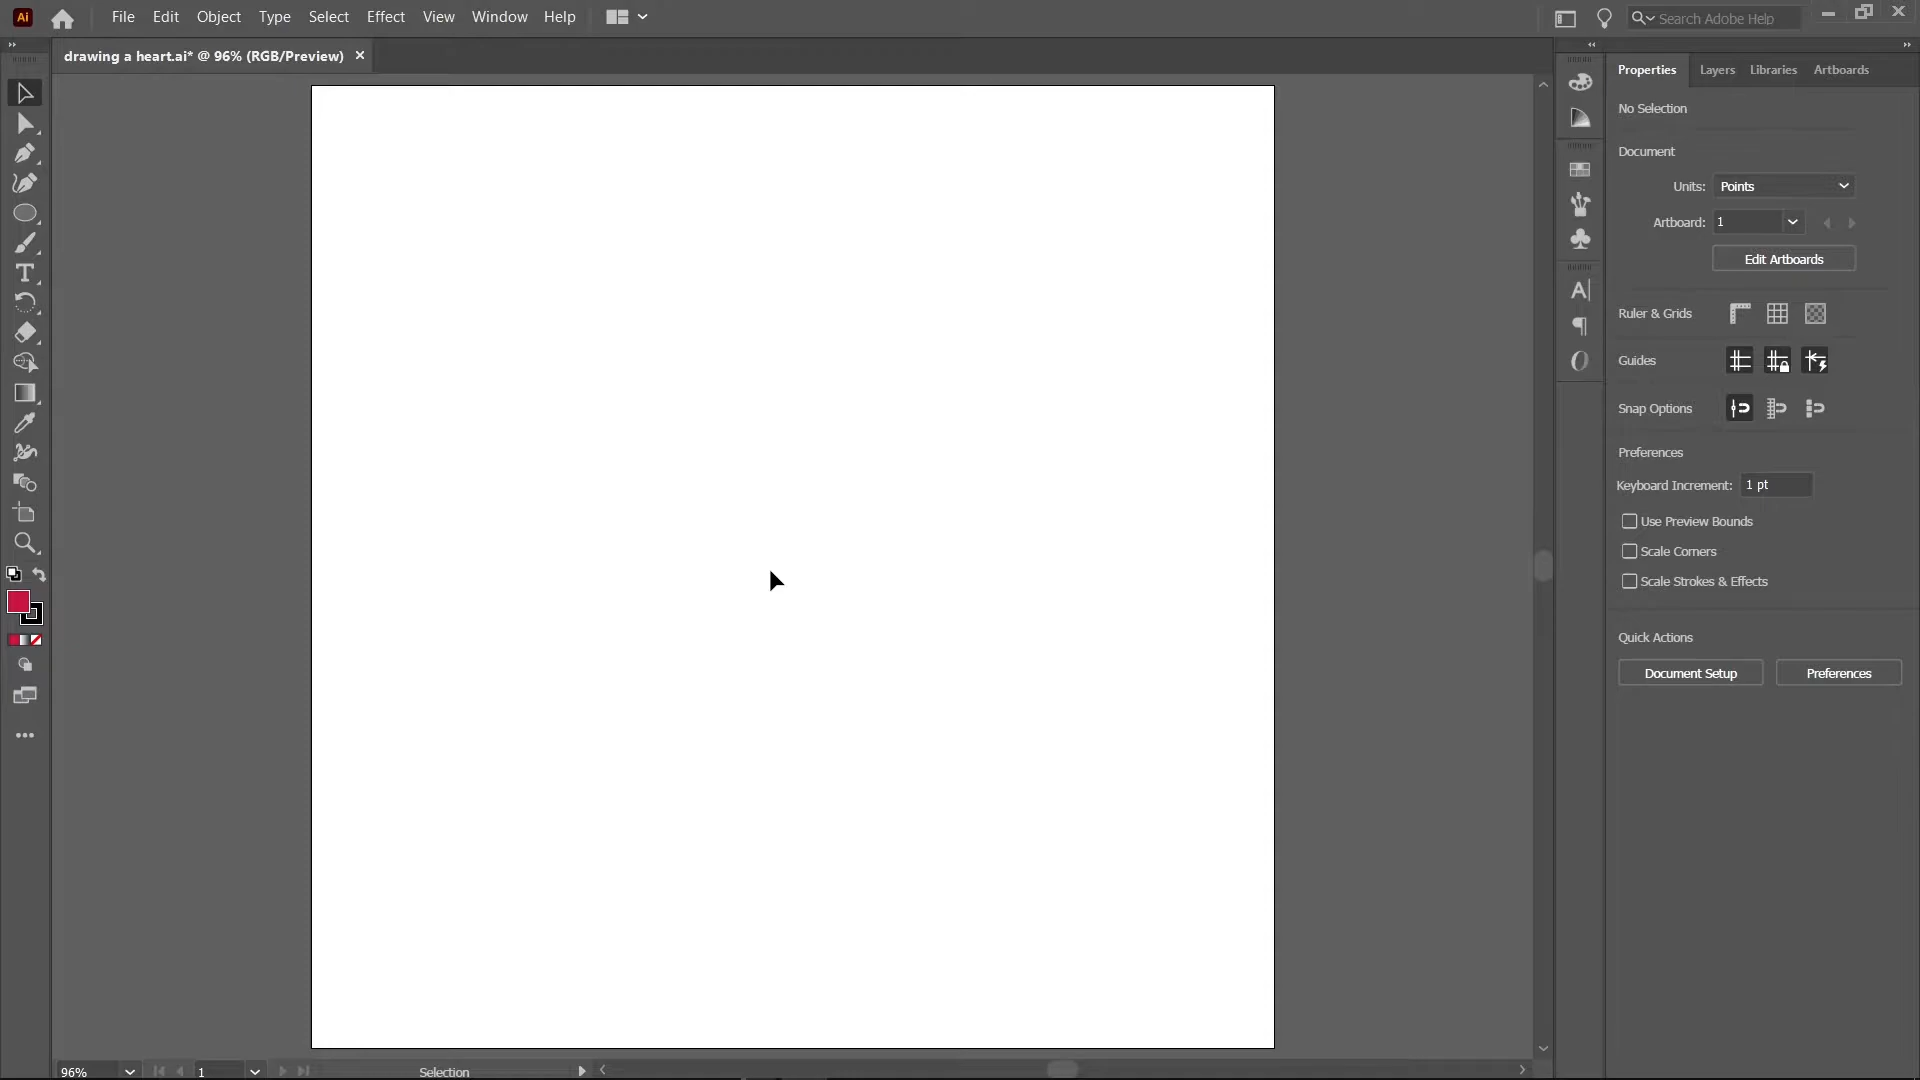 Ai File Edit Object Type Select Effect View Window Help Search Adobe Help
drawing a heart.ai* @ 96% (RGB/Preview) ×
Properties Layers Libraries Artboards
No Selection
Document
Units: Points
Artboard: 1
Edit Artboards
Ruler & Grids
Guides
Snap Options
Preferences
Keyboard Increment: 1 pt
Use Preview Bounds
Scale Corners
Scale Strokes & Effects
Quick Actions
Document Setup Preferences
96% 1 Selection